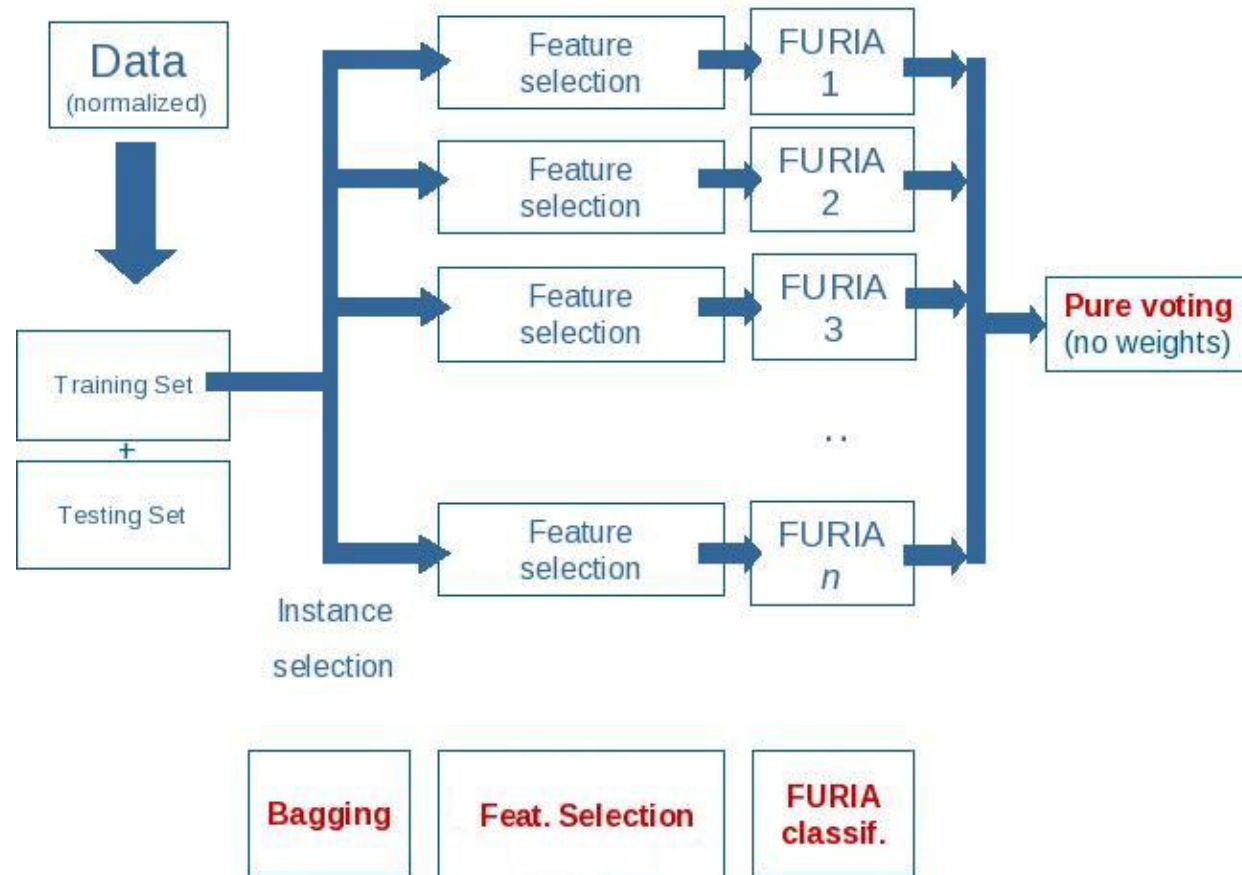 Data
(normalized)
Training Set
+
Testing Set
Instance
selection
Feature
selection
Feature
selection
Feature
selection
Feature
selection
FURIA
1
FURIA
2
FURIA
3
..
FURIA
n
Pure voting
(no weights)
Bagging
Feat. Selection
FURIA
classif.